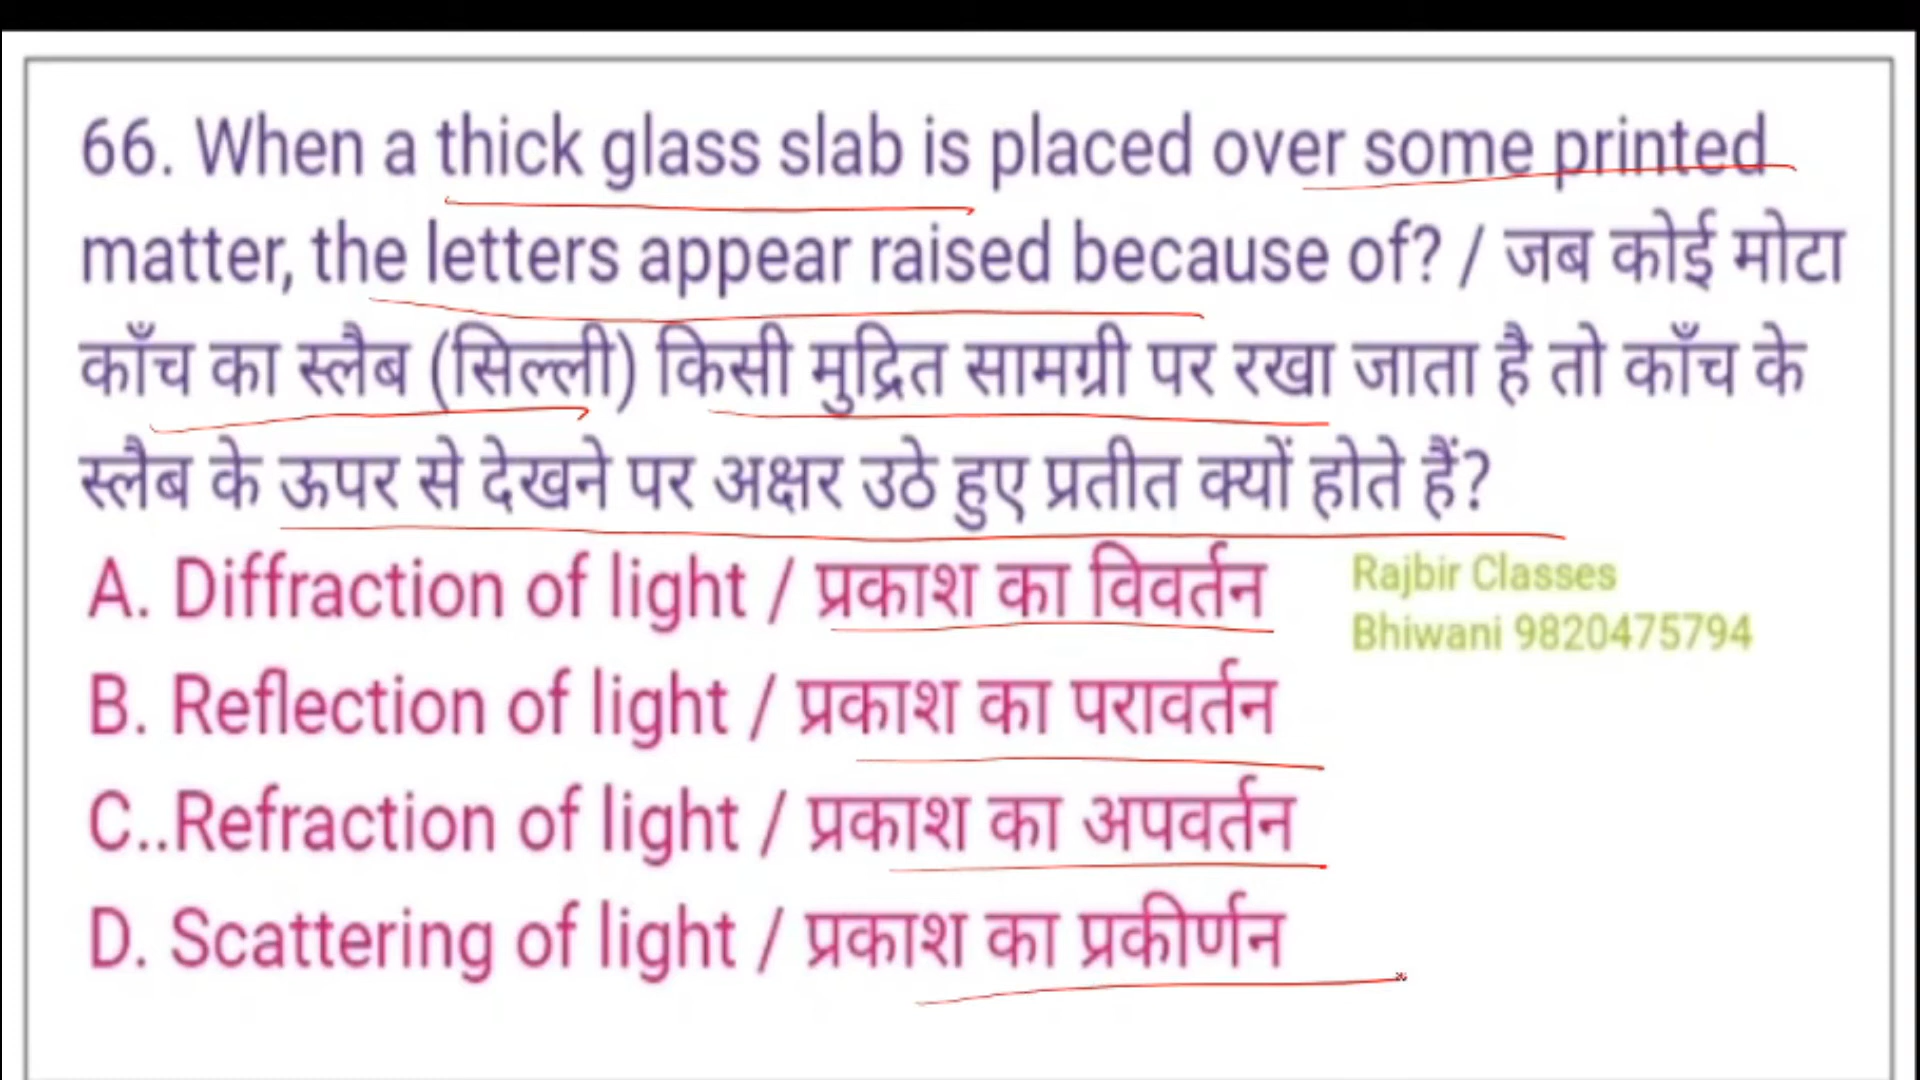 66. When a thick glass slab is placed over some printed
matter, the letters appear raised because of? / जब कोई मोटा
काँच का स्लैब (सिल्ली) किसी मुद्रित सामग्री पर रखा जाता है तो काँच के
स्लैब के ऊपर से देखने पर अक्षर उठे हुए प्रतीत क्यों होते हैं?
A. Diffraction of light / प्रकाश का विवर्तन
Rajbir Classes
Bhiwani 9820475794
B. Reflection of light / प्रकाश का परावर्तन
C..Refraction of light / प्रकाश का अपवर्तन
D. Scattering of light / प्रकाश का प्रकीर्णन